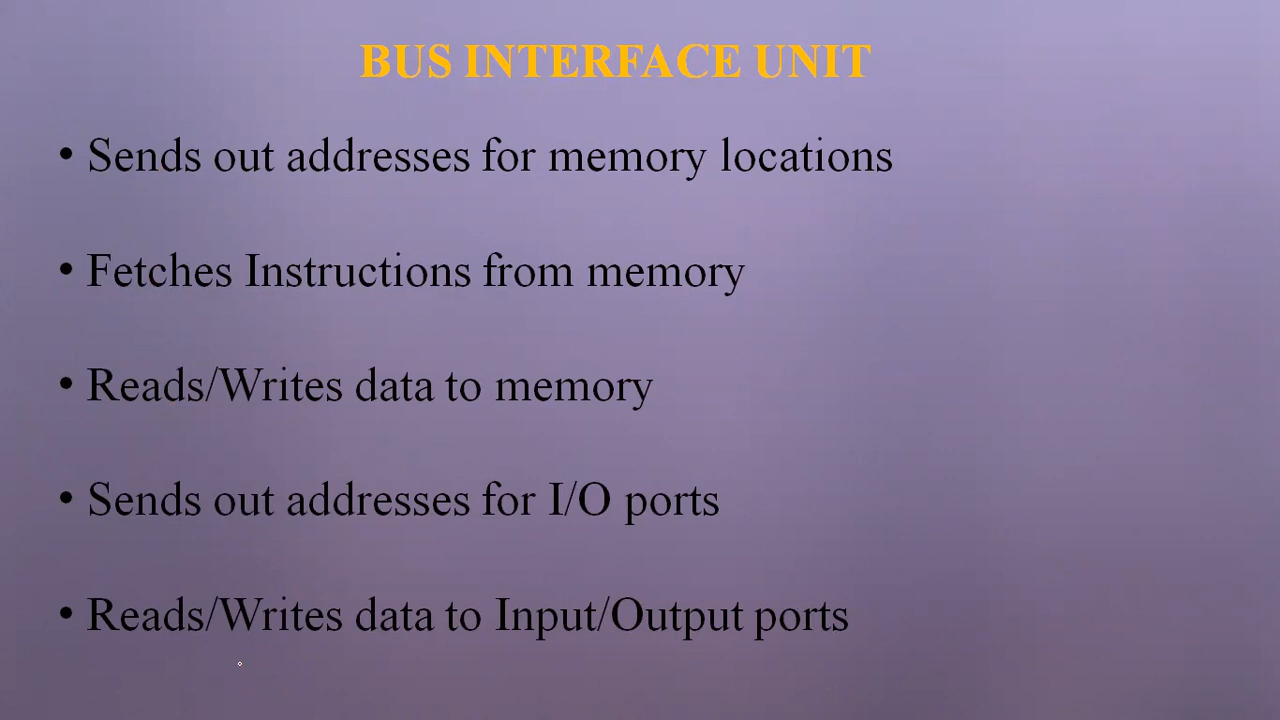 BUS INTERFACE UNIT
• Sends out addresses for memory locations
• Fetches Instructions from memory
• Reads/Writes data to memory
• Sends out addresses for I/O ports
• Reads/Writes data to Input/Output ports